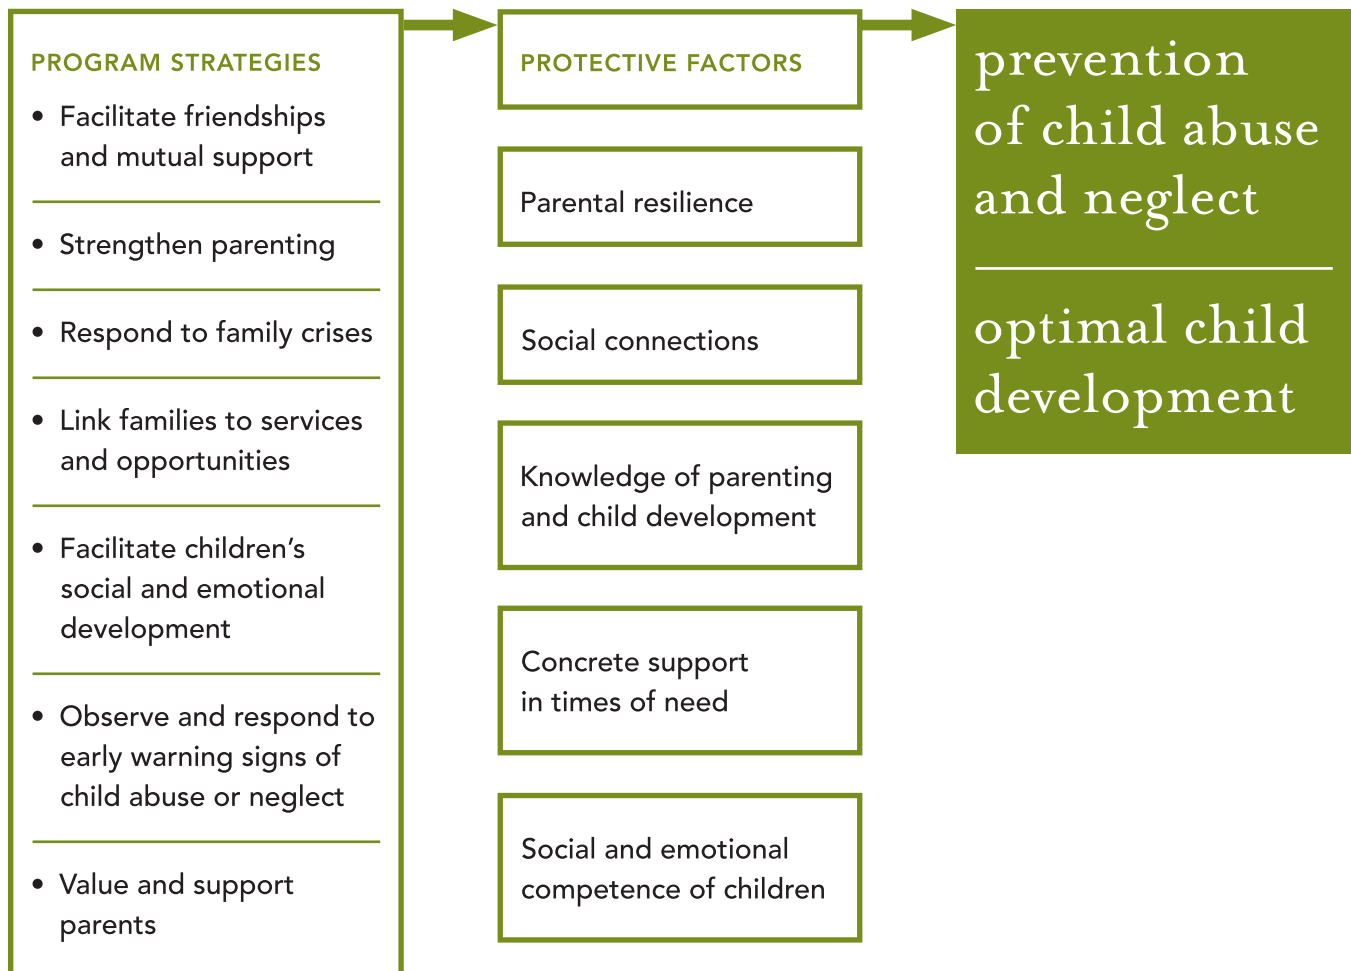 PROGRAM STRATEGIES
• Facilitate friendships
and mutual support
• Strengthen parenting
• Respond to family crises
• Link families to services
and opportunities
• Facilitate children’s
social and emotional
development
• Observe and respond to
early warning signs of
child abuse or neglect
• Value and support
parents
PROTECTIVE FACTORS
Parental resilience
Social connections
Knowledge of parenting
and child development
Concrete support
in times of need
Social and emotional
competence of children
prevention
of child abuse
and neglect
optimal child
development